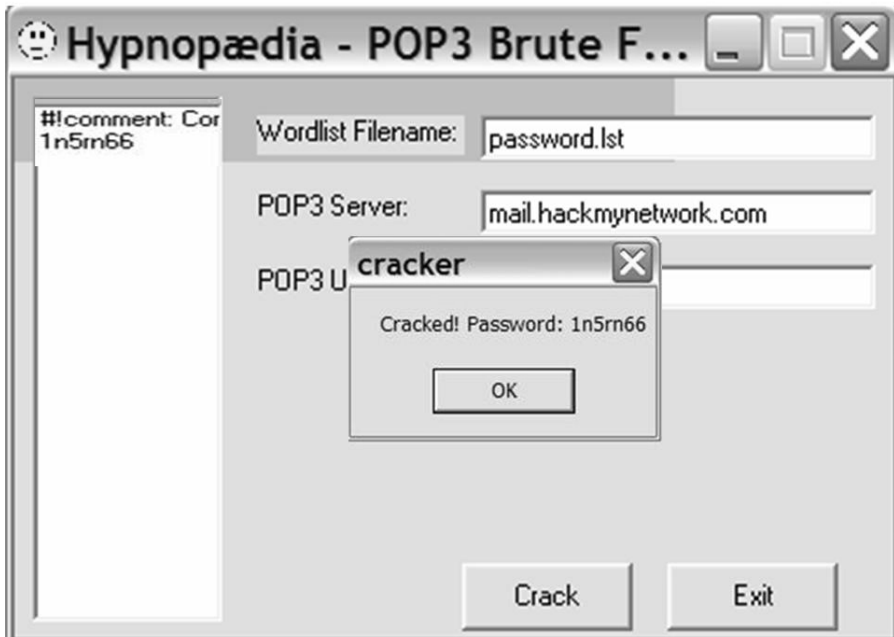 Hypnopædia - POP3 Brute F...
#!comment: Cor
1n5rn66
Wordlist Filename:
password.lst
POP3 Server:
mail.hackmynetwork.com
POP3 U
cracker
Cracked! Password: 1n5rn66
OK
Crack
Exit